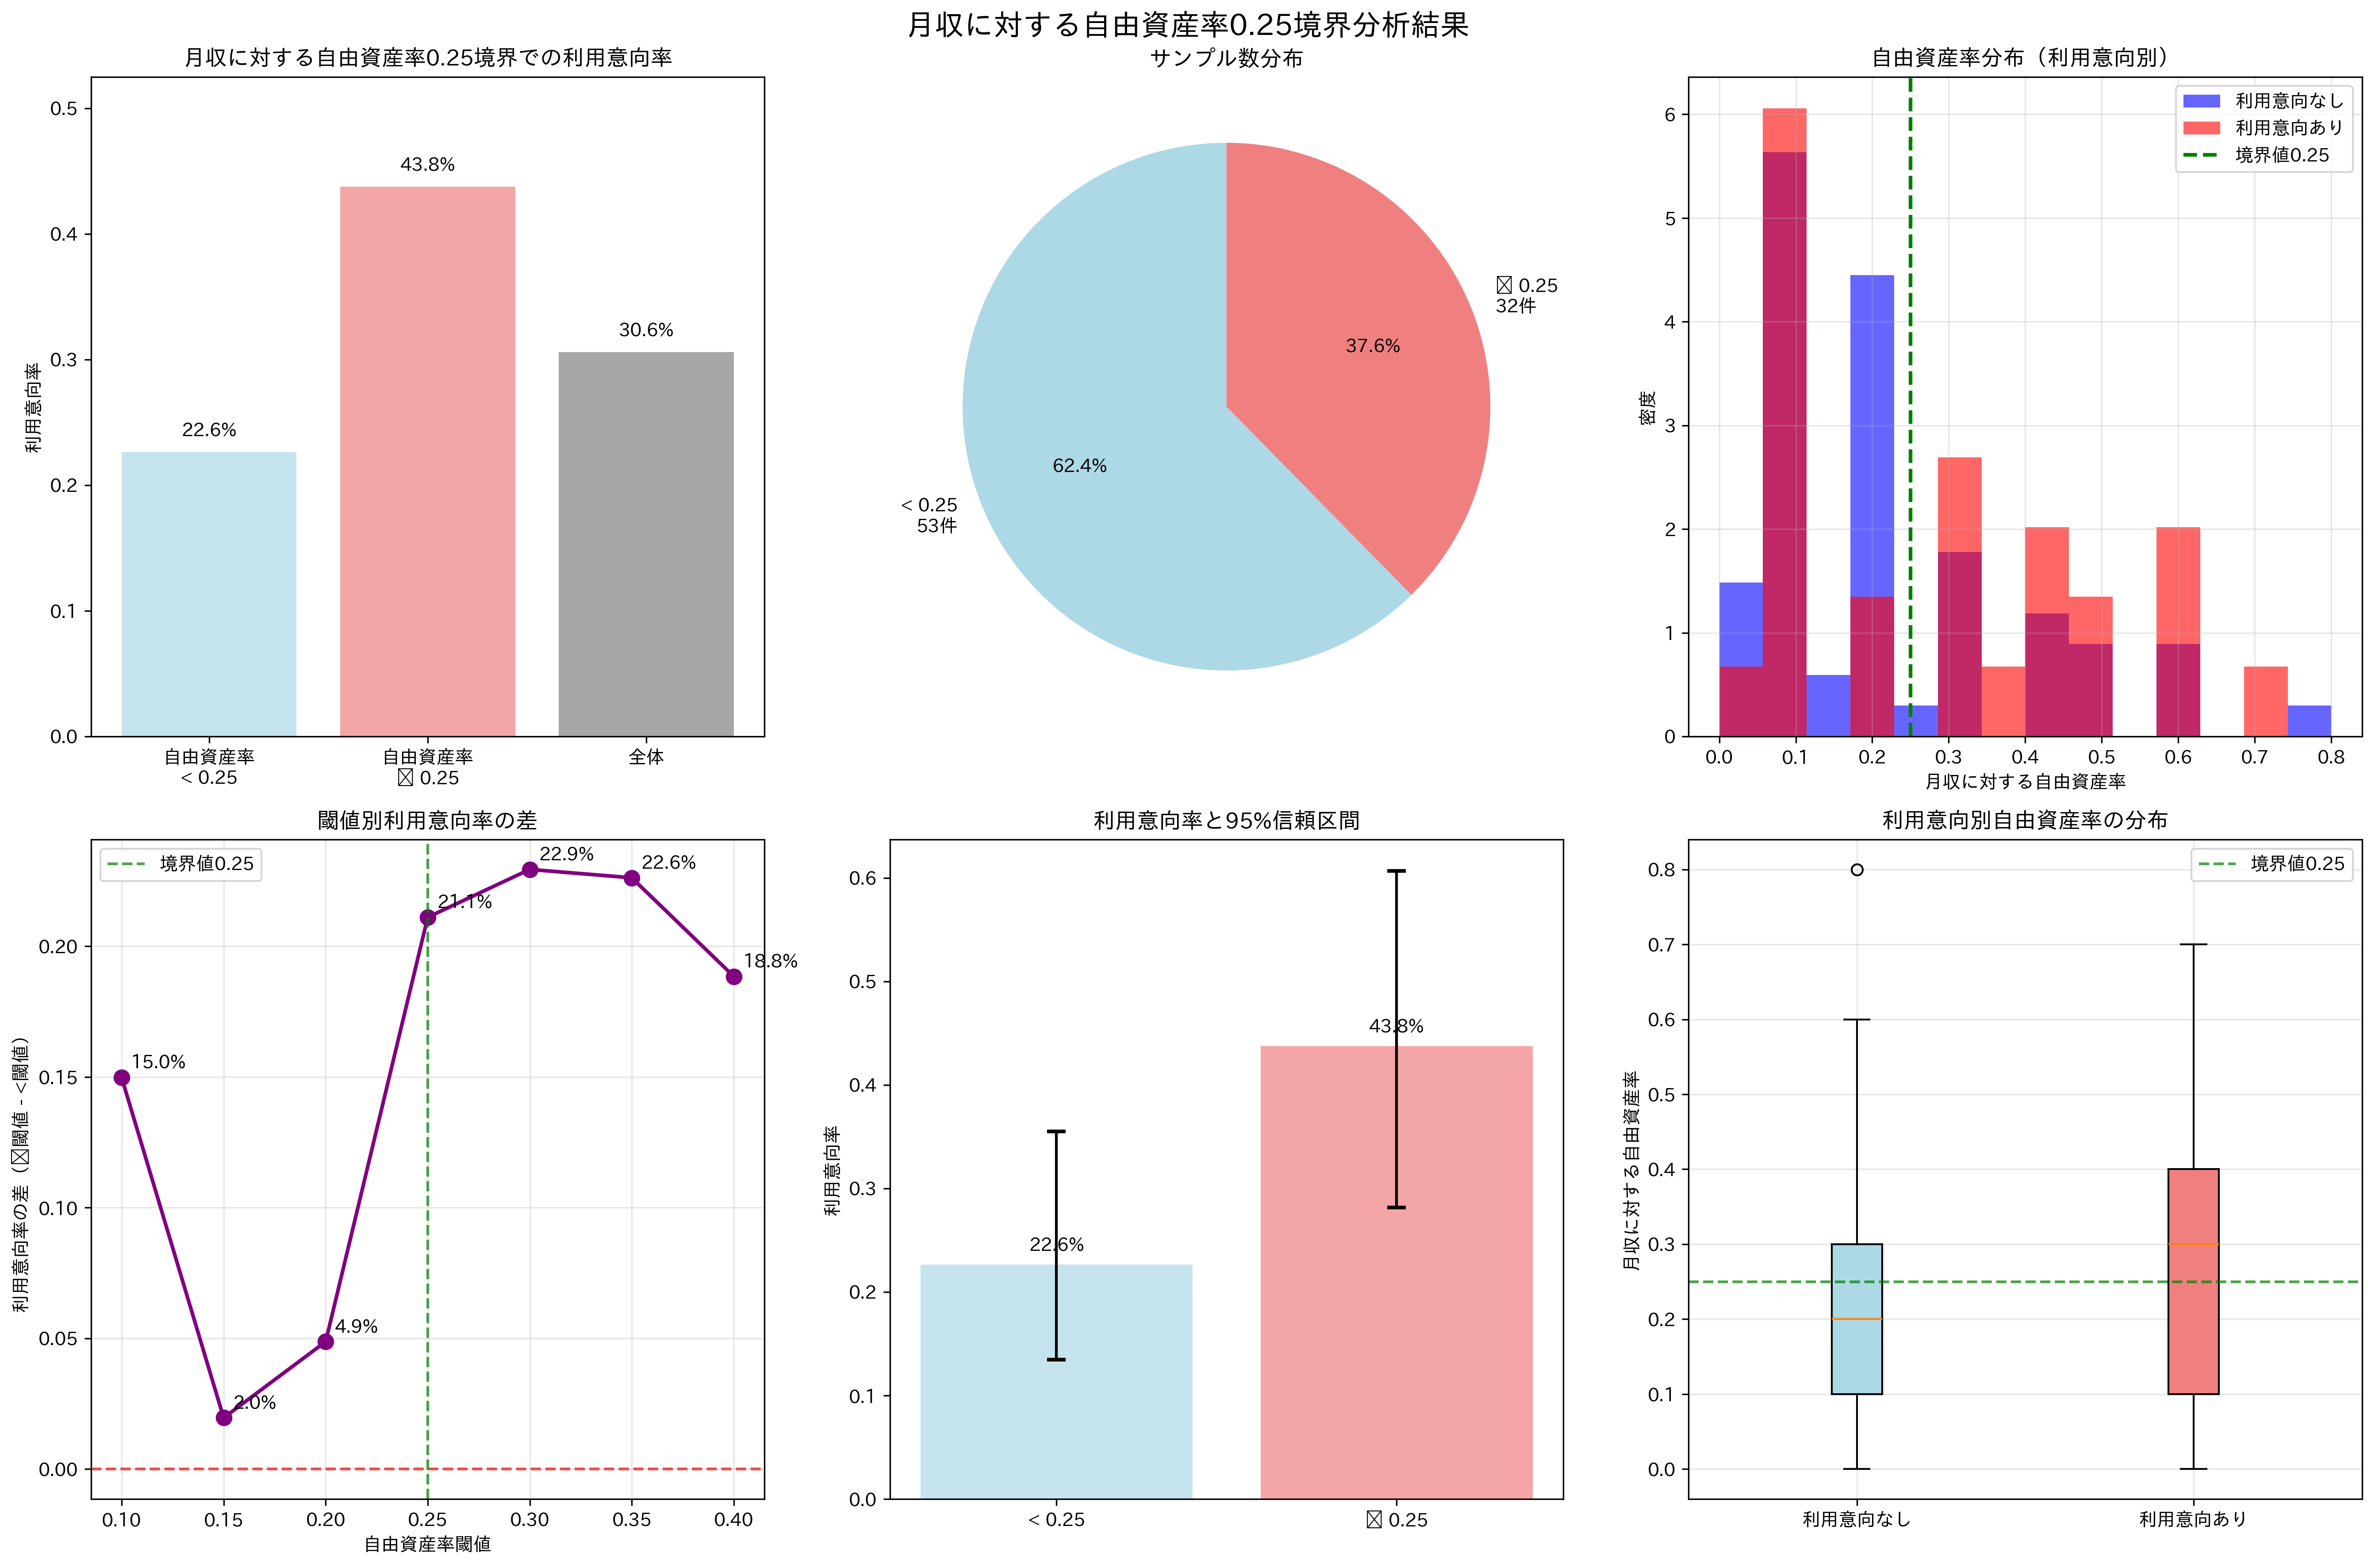 月収に対する自由資産率0.25境界分析結果
月収に対する自由資産率0.25境界での利用意向率
0.5
0.4
0.3
0.2
0.1
0.0
利用意向率
22.6%
43.8%
30.6%
自由資産率
< 0.25
自由資産率
0.25
全体
サンプル数分布
0.25
32件
37.6%
62.4%
< 0.25
53件
自由資産率分布（利用意向別）
利用意向なし
利用意向あり
境界値0.25
6
5
4
3
2
1
0
密度
0.0 0.1 0.2 0.3 0.4 0.5 0.6 0.7 0.8
月収に対する自由資産率
閾値別利用意向率の差
境界値0.25
22.9%
22.6%
21.1%
18.8%
15.0%
4.9%
2.0%
0.20
0.15
0.10
0.05
0.00
利用意向率の差（閾値 - <閾値）
0.10 0.15 0.20 0.25 0.30 0.35 0.40
自由資産率閾値
利用意向率と95%信頼区間
0.6
0.5
0.4
0.3
0.2
0.1
0.0
利用意向率
43.8%
22.6%
< 0.25
0.25
利用意向別自由資産率の分布
境界値0.25
0.8
0.7
0.6
0.5
0.4
0.3
0.2
0.1
0.0
月収に対する自由資産率
利用意向なし
利用意向あり